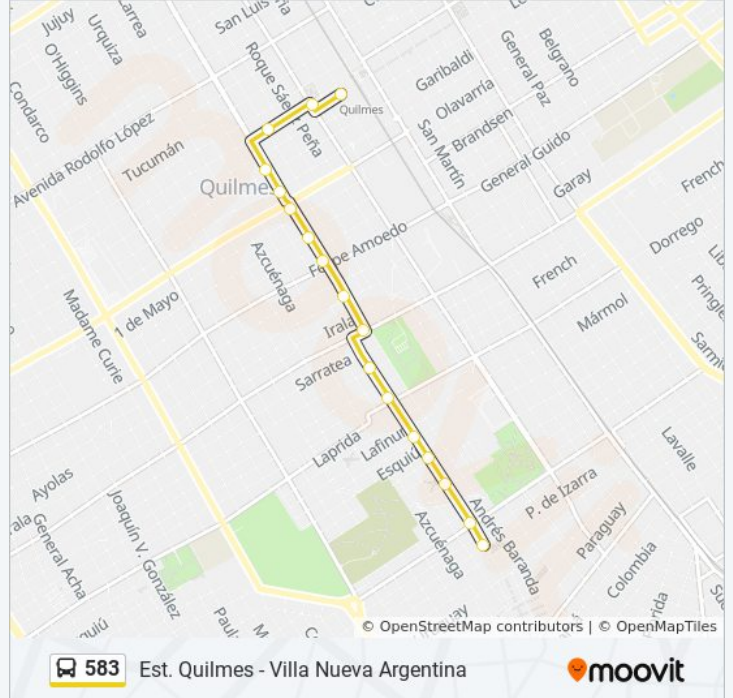 Jujuy
Larrea
San Luis
Urquiza
O'Higgins
Condarco
Roque Sáenz Peña
Quilmes
Garibaldi
Belgrano
General Paz
Olavarría
Brandsen
San Martín
General Guido
Avenida Rodolfo López
Tucumán
Garay
French
Quilmes
Felipe Amoedo
Azcuénaga
Dorrego
French
Madame Curie
1 de Mayo
Mármol
Irala
Sarratea
Laprida
Lafinur
Esquiú
Lavalle
Ayolas
Joaquín V. González
General Acha
Azcuénaga
Andrés Baranda
P. de Izarra
Paraguay
Colombia
© OpenStreetMap contributors | © OpenMapTiles
583 Est. Quilmes - Villa Nueva Argentina moovit